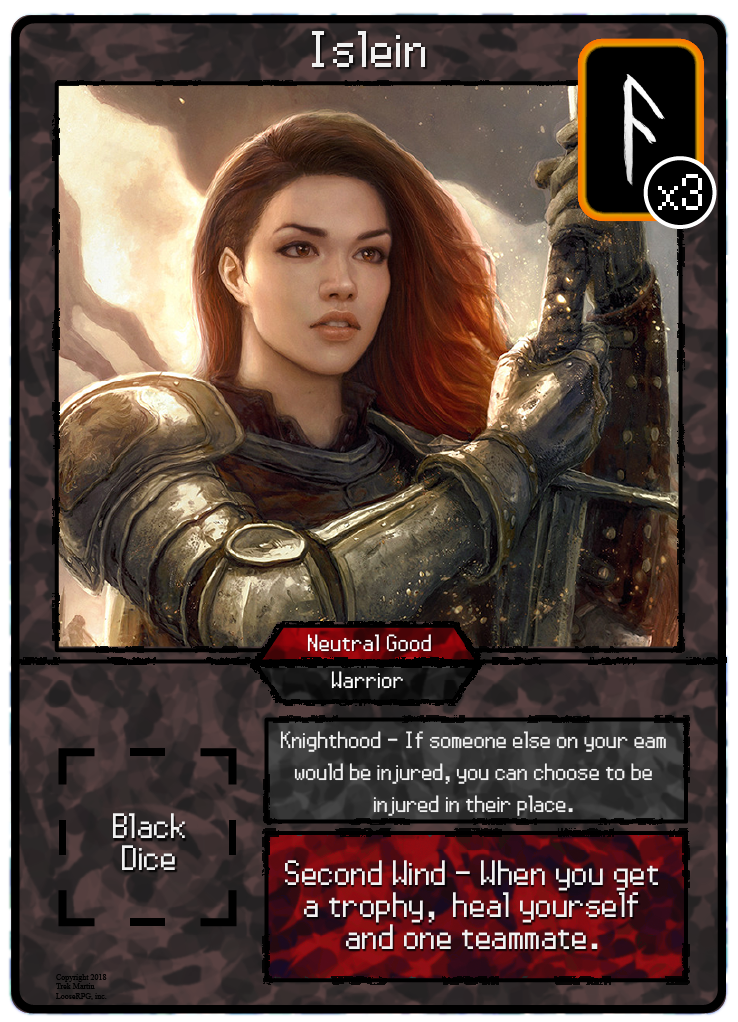 Islein
ᚨ
x3
Neutral Good
Warrior
Knighthood - If someone else on your eam
would be injured, you can choose to be
injured in their place.
Black
Dice
Second Wind - When you get
a trophy, heal yourself
and one teammate.
Copyright 2018
Trek Martin
LoosaRPG, inc.